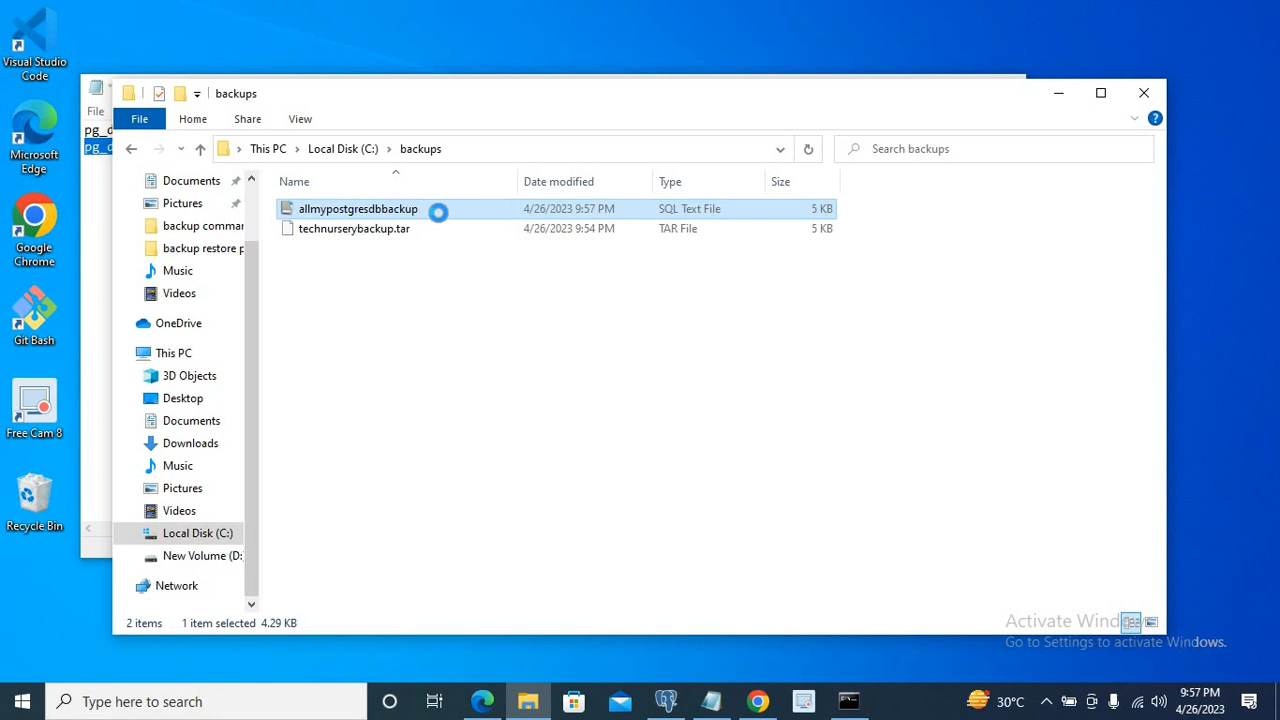 Visual Studio
Code
Microsoft
Edge
Google
Chrome
Git Bash
Free Cam 8
Recycle Bin
File
pg_d
pg_d
backups
File Home Share View
This PC Local Disk (C:) backups
Search backups
Name Date modified Type Size
allmypostgresdbbackup 4/26/2023 9:57 PM SQL Text File 5 KB
technurserybackup.tar 4/26/2023 9:54 PM TAR File 5 KB
Documents
Pictures
backup commar
backup restore p
Music
Videos
OneDrive
This PC
3D Objects
Desktop
Documents
Downloads
Music
Pictures
Videos
Local Disk (C:)
New Volume (D:
Network
2 items 1 item selected 4.29 KB
Activate Windo
Go to Settings to activate Windows.
Type here to search
30°C
9:57 PM
4/26/2023